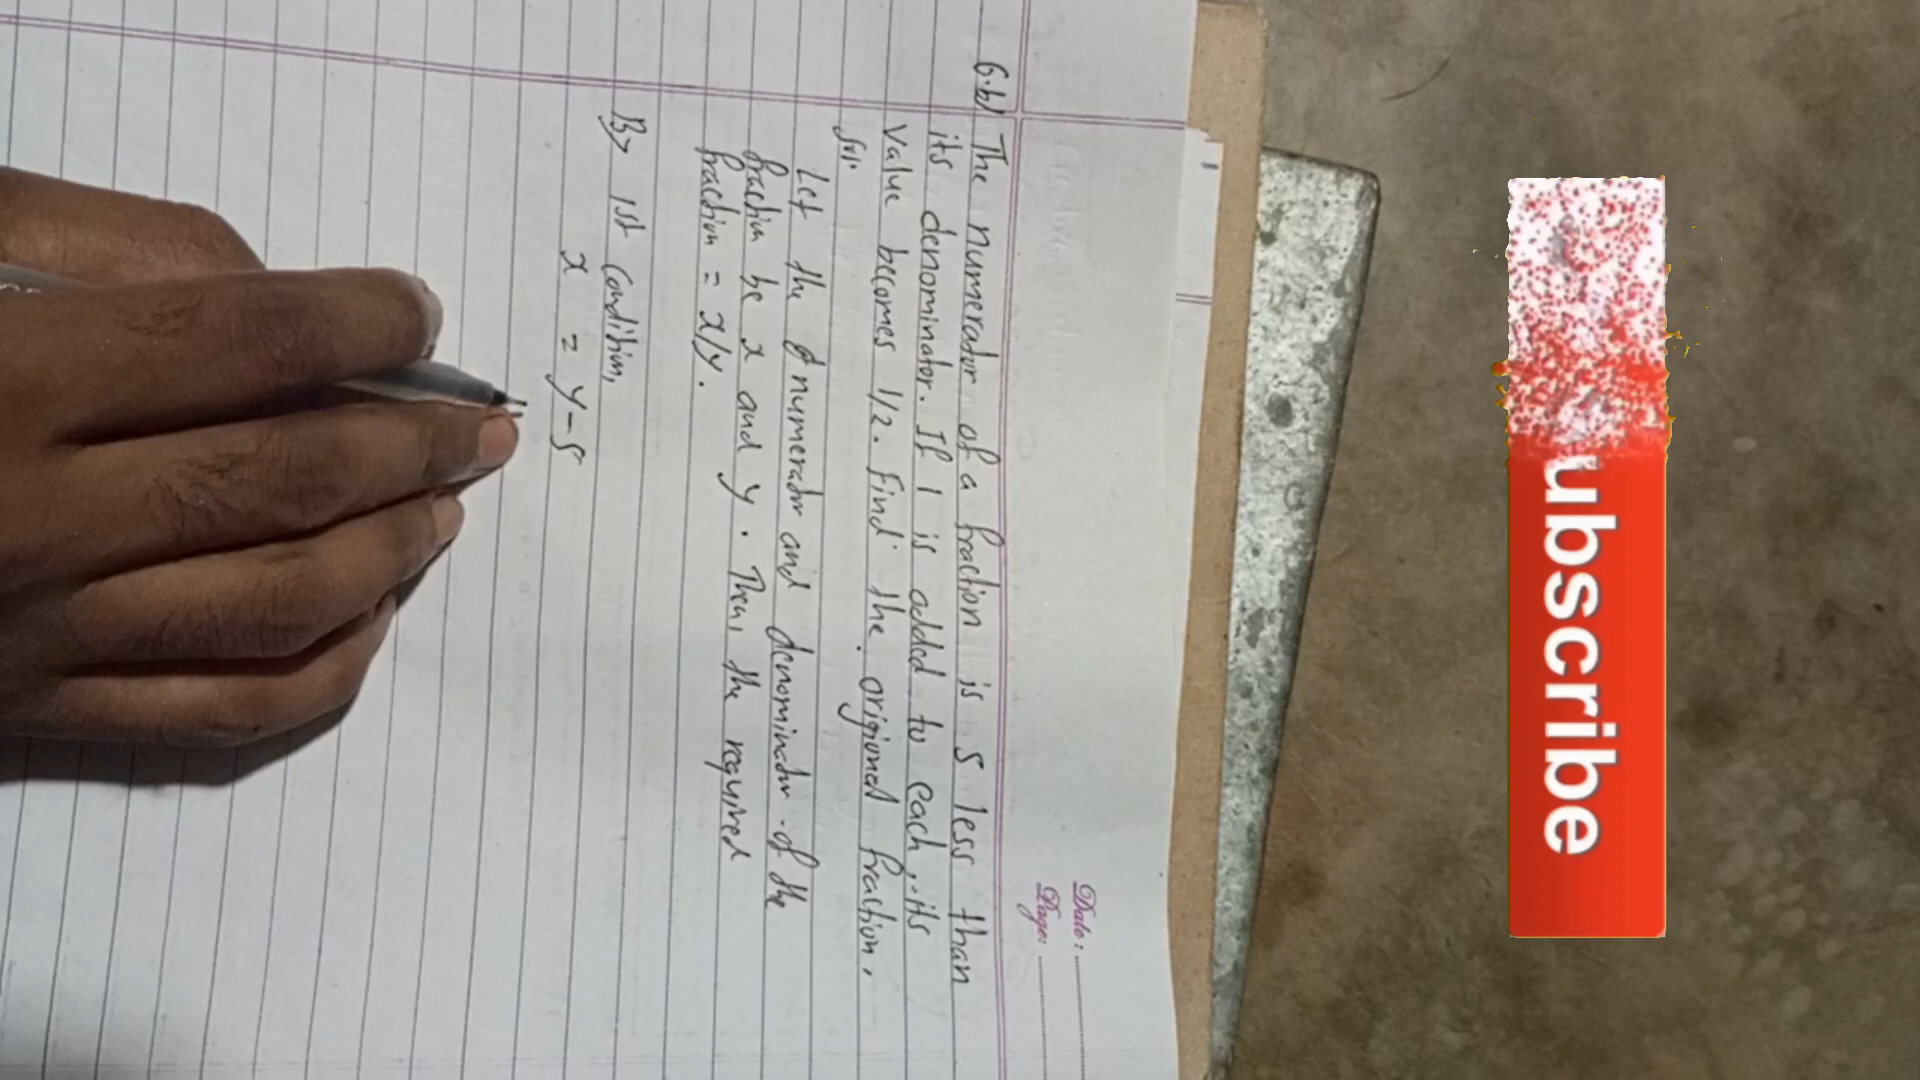 Date:
Page:
6.b) The numerator of a fraction is 5 less than
its denominator. If 1 is added to each, its
value becomes 1/2. Find the origional fraction.
Sol:
Let the numerator and denominator of the
fraction be x and y. Then, the required
fraction = x/y.
By 1st condition,
x = y-5
ubscribe